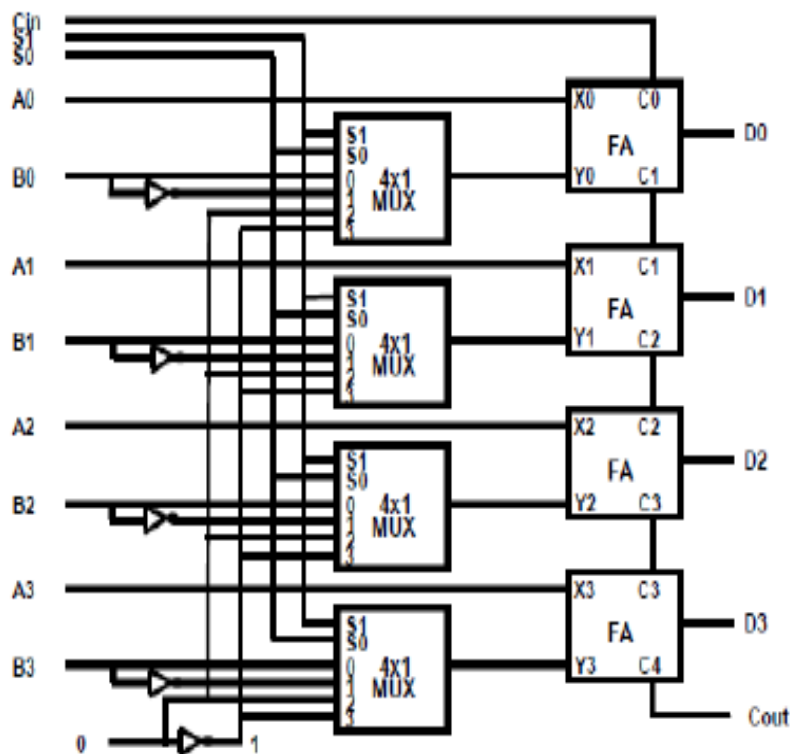 Cin
S1
S0
A0 X0 C0
D0
S1
S0
FA
B0 0 4x1 Y0 C1
1 MUX
2
3
A1 X1 C1
S1
D1
S0
FA
B1 0 4x1 Y1 C2
1 MUX
2
3
A2 X2 C2
S1
D2
S0
FA
B2 0 4x1 Y2 C3
1 MUX
2
3
A3 X3 C3
S1
D3
S0
FA
B3 0 4x1 Y3 C4
1 MUX
2
3
Cout
0 1